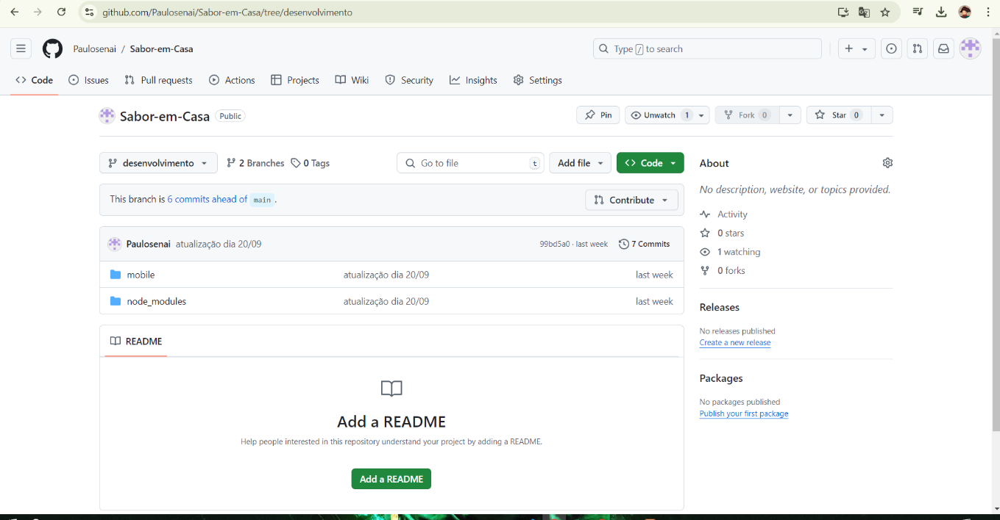 github.com/Paulosenai/Sabor-em-Casa/tree/desenvolvimento
Paulosenai / Sabor-em-Casa
Type / to search
Code Issues Pull requests Actions Projects Wiki Security Insights Settings
Sabor-em-Casa Public
Pin Unwatch 1 Fork 0 Star 0
desenvolvimento 2 Branches 0 Tags Go to file t Add file Code
This branch is 6 commits ahead of main .
Contribute
Paulosenai atualização dia 20/09 99bd5a0 · last week 7 Commits
mobile atualização dia 20/09 last week
node_modules atualização dia 20/09 last week
README
Add a README
Help people interested in this repository understand your project by adding a README.
Add a README
About
No description, website, or topics provided.
Activity
0 stars
1 watching
0 forks
Releases
No releases published
Create a new release
Packages
No packages published
Publish your first package